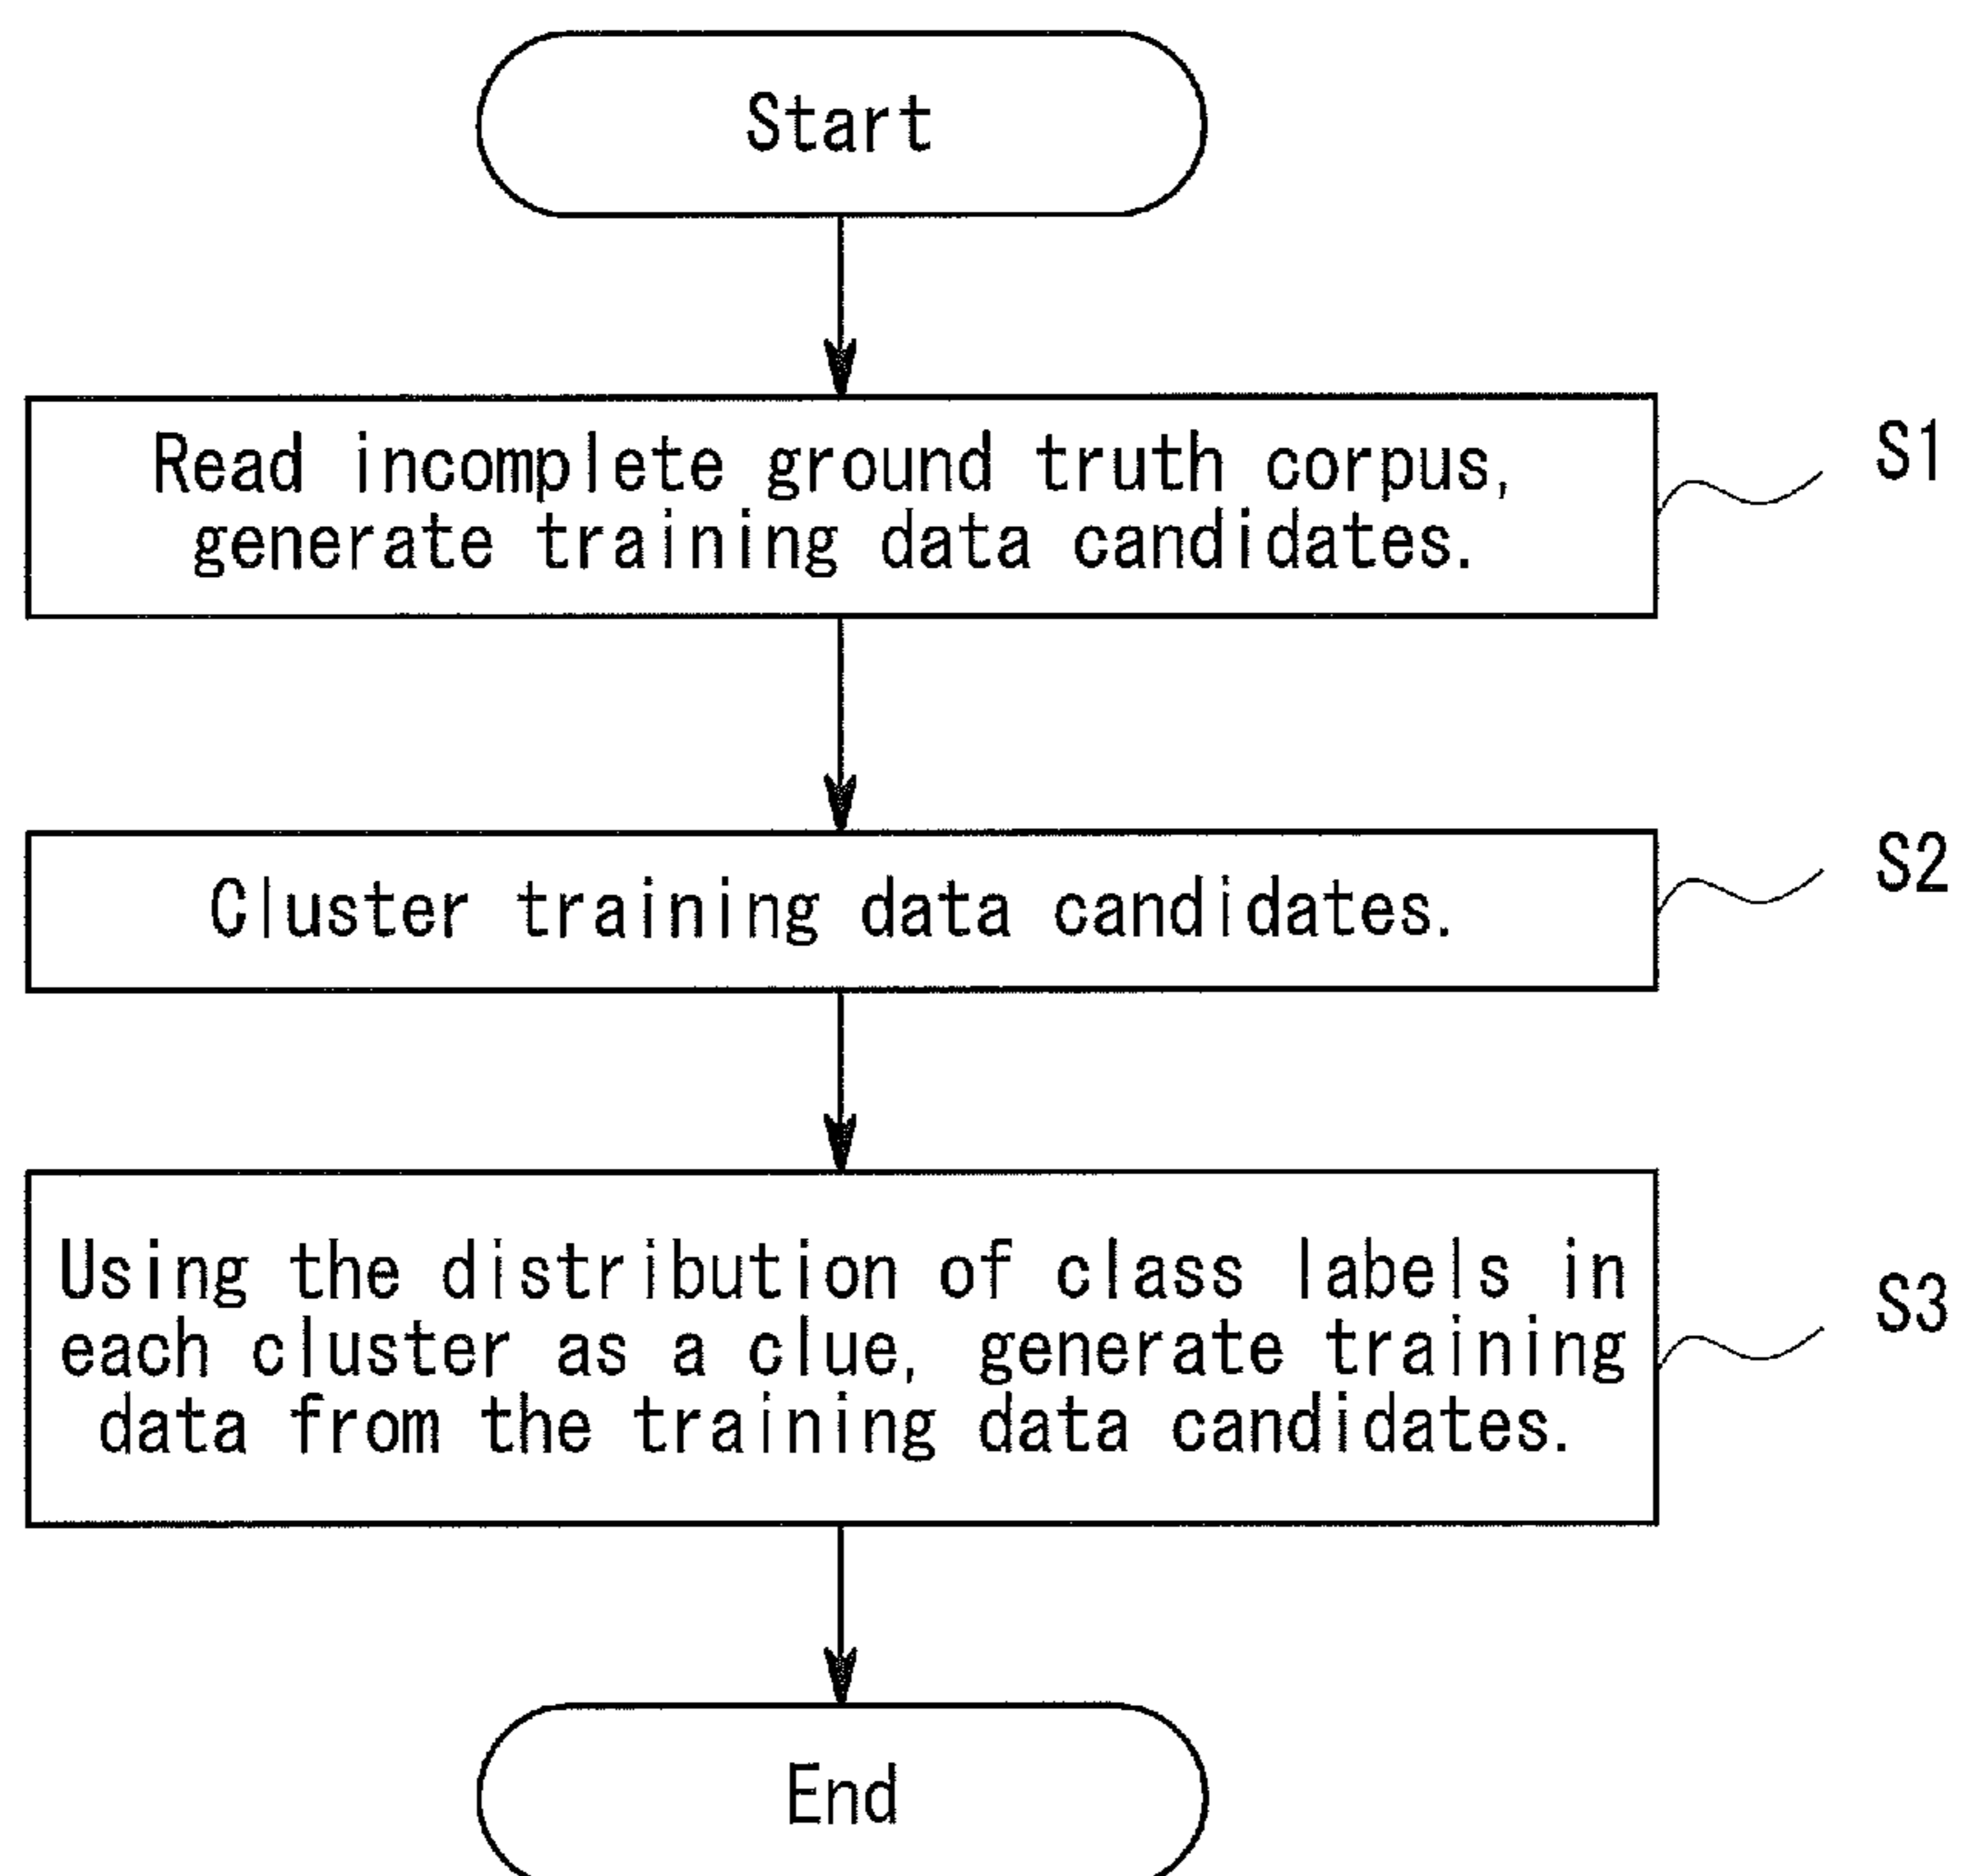 Start
Read incomplete ground truth corpus,
generate training data candidates.
S1
Cluster training data candidates.
S2
Using the distribution of class labels in
each cluster as a clue, generate training
data from the training data candidates.
S3
End